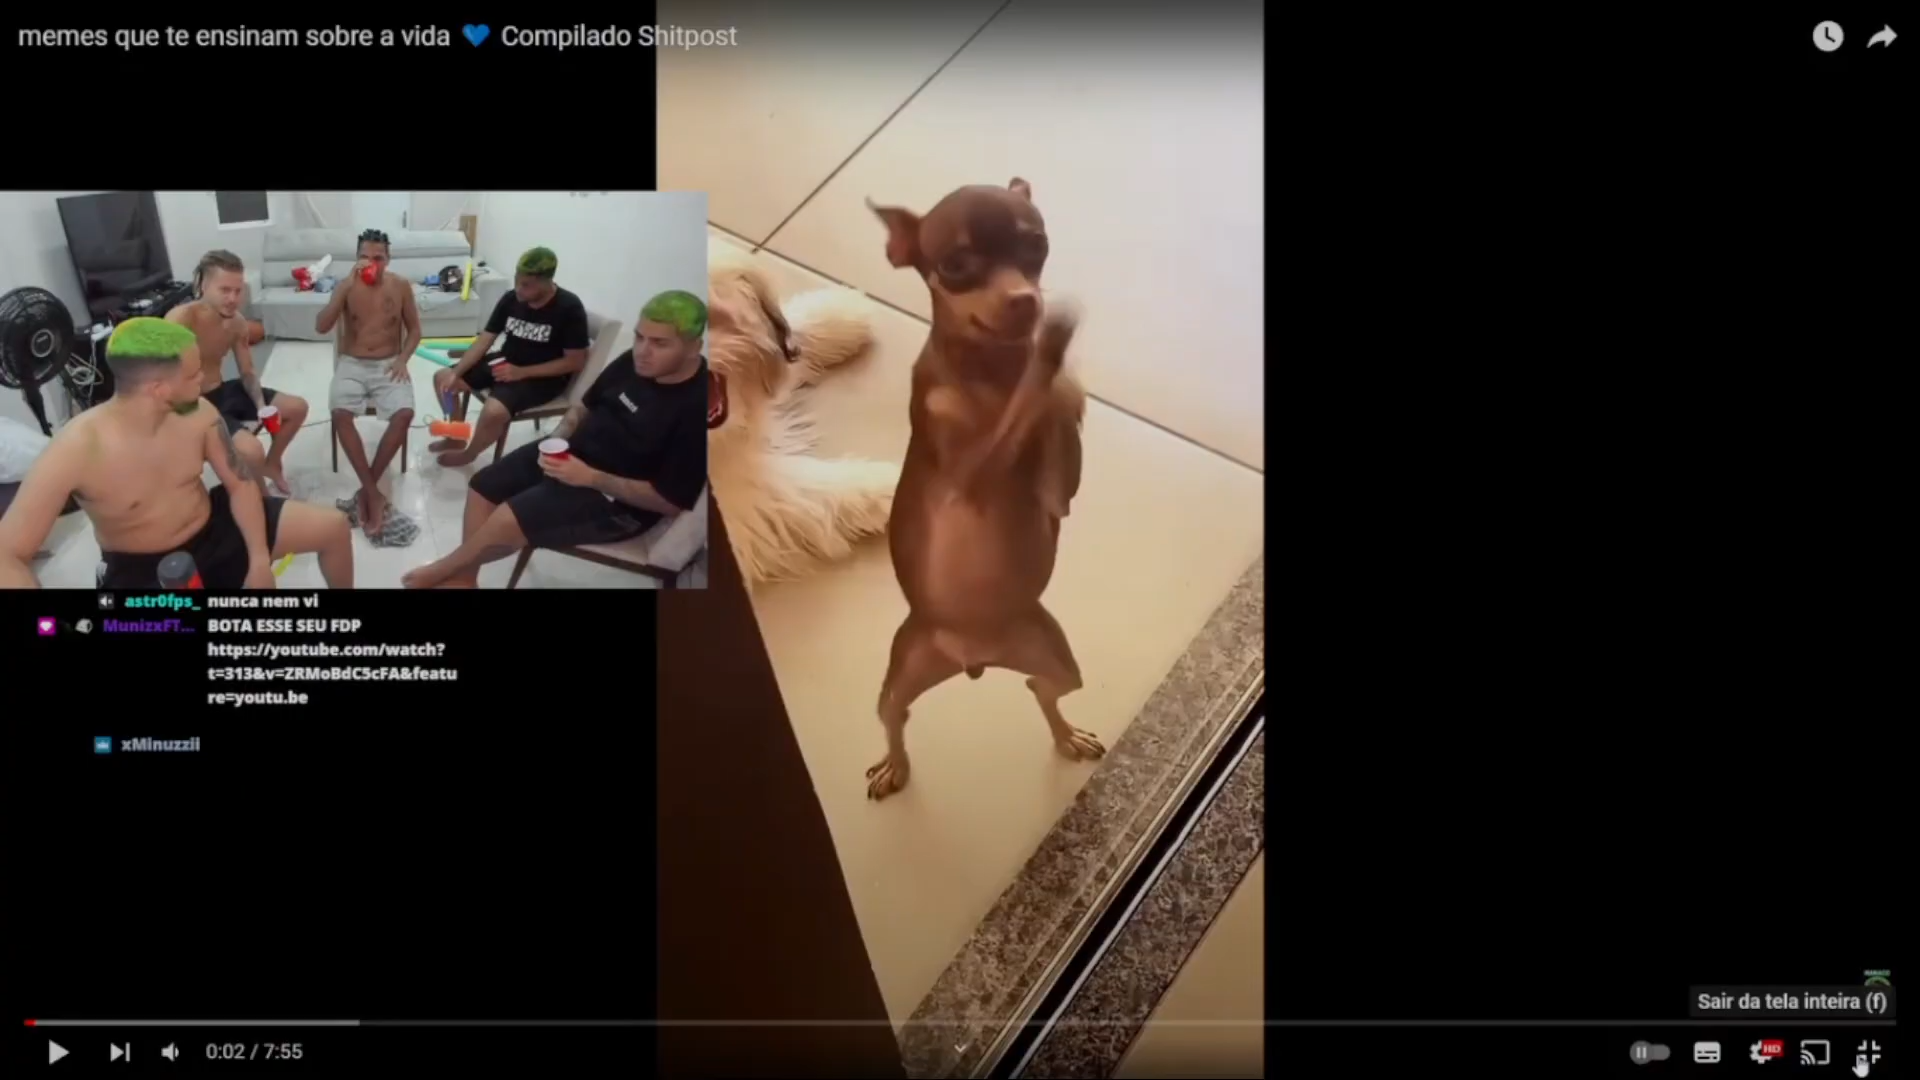 memes que te ensinam sobre a vida 💙 Compilado Shitpost
astr0fps_ nunca nem vi
MunizxFT... BOTA ESSE SEU FDP
https://youtube.com/watch?
t=313&v=ZRMoBdC5cFA&featu
re=youtu.be
xMinuzzil
Sair da tela inteira (f)
0:02 / 7:55
HD